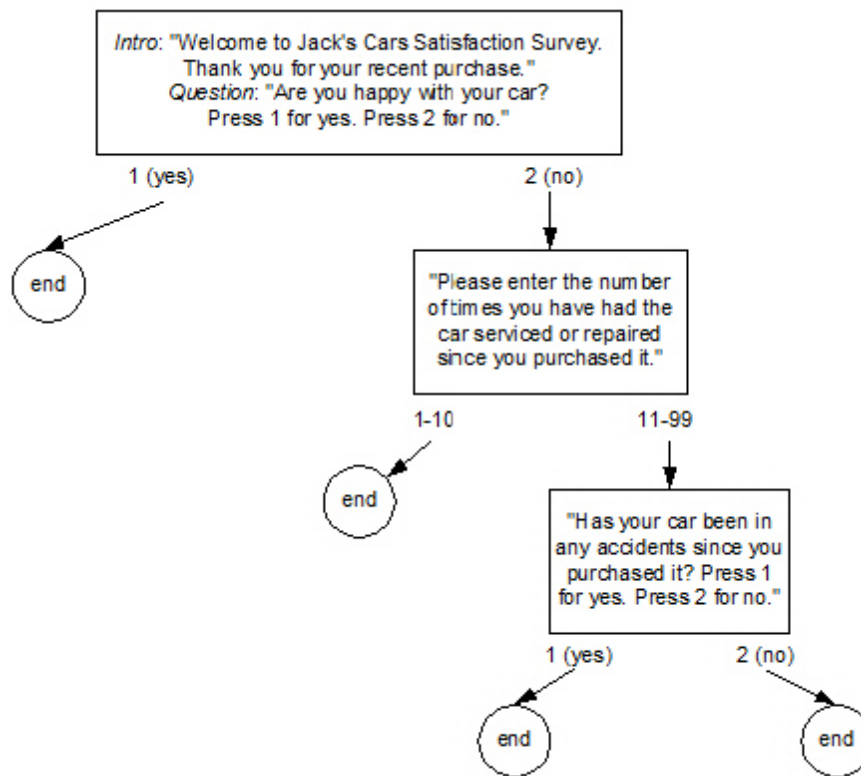 Intro: "Welcome to Jack's Cars Satisfaction Survey.
Thank you for your recent purchase."
Question: "Are you happy with your car?
Press 1 for yes. Press 2 for no."
1 (yes)
2 (no)
end
"Please enter the number
of times you have had the
car serviced or repaired
since you purchased it."
1-10
11-99
end
"Has your car been in
any accidents since you
purchased it? Press 1
for yes. Press 2 for no."
1 (yes)
2 (no)
end
end